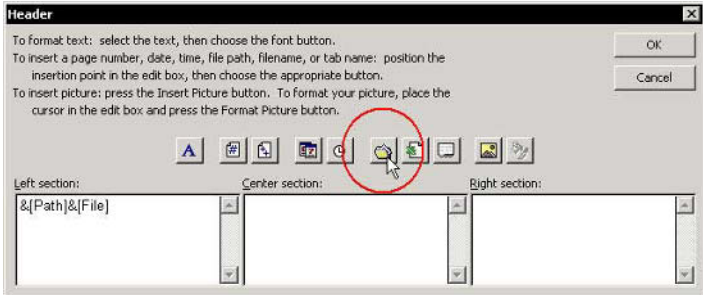 Header
To format text: select the text, then choose the font button.
To insert a page number, date, time, file path, filename, or tab name: position the
insertion point in the edit box, then choose the appropriate button.
To insert picture: press the Insert Picture button. To format your picture, place the
cursor in the edit box and press the Format Picture button.
OK
Cancel
A
Left section:
Center section:
Right section:
&[Path]&[File]